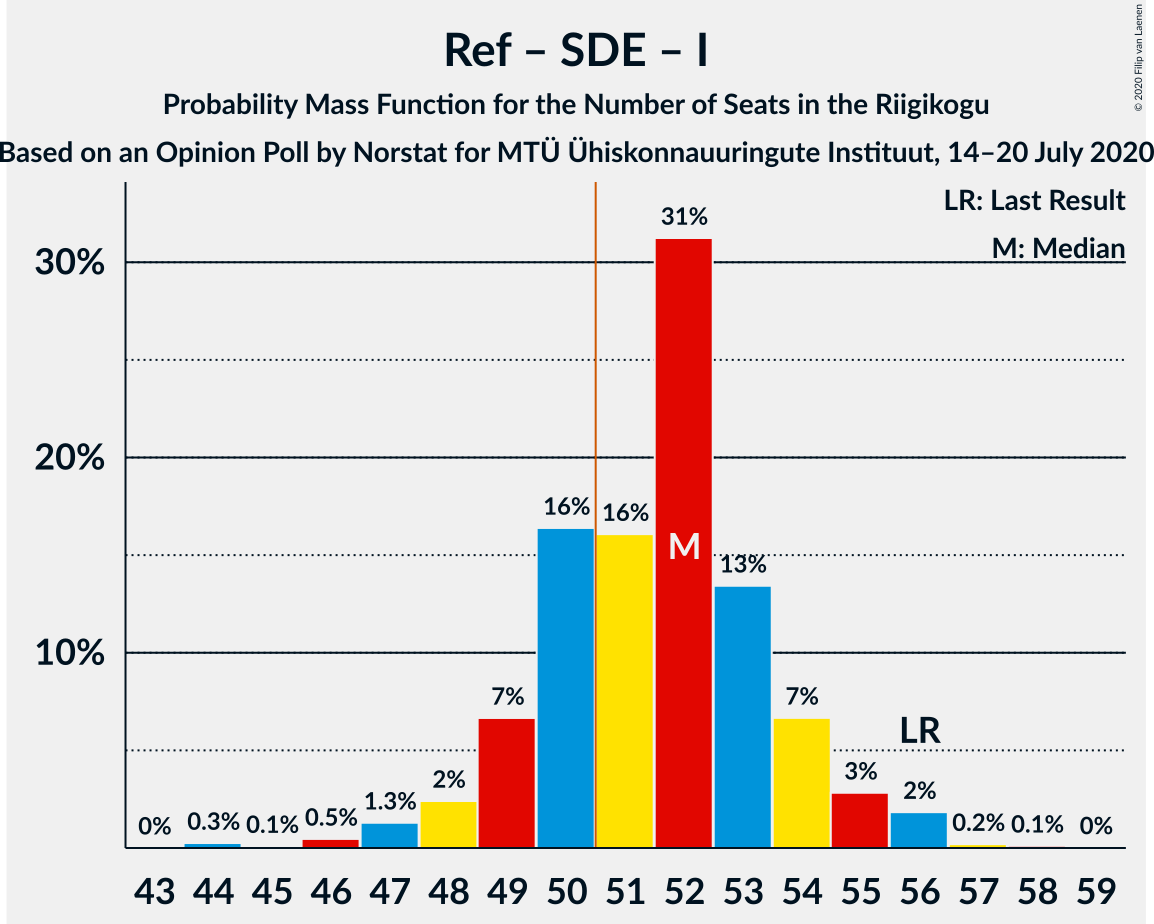 Ref – SDE – I
Probability Mass Function for the Number of Seats in the Riigikogu
Based on an Opinion Poll by Norstat for MTÜ Ühiskonnauuringute Instituut, 14–20 July 2020
© 2020 Filip van Laenen
LR: Last Result
M: Median
30%
20%
10%
0% 0.3% 0.1% 0.5% 1.3% 2% 7% 16% 16% 31% 13% 7% 3% 2% 0.2% 0.1% 0%
M
LR
43 44 45 46 47 48 49 50 51 52 53 54 55 56 57 58 59